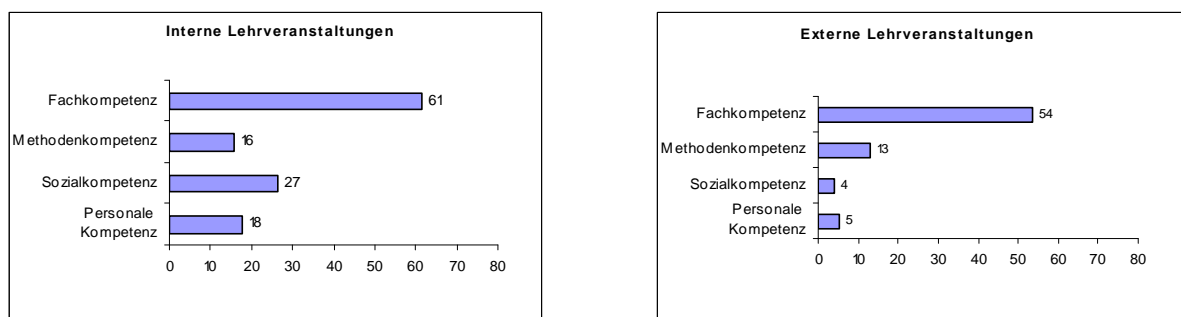 Interne Lehrveranstaltungen
Fachkompetenz 61
Methodenkompetenz 16
Sozialkompetenz 27
Personale
Kompetenz 18
0 10 20 30 40 50 60 70 80
Externe Lehrveranstaltungen
Fachkompetenz 54
Methodenkompetenz 13
Sozialkompetenz 4
Personale
Kompetenz 5
0 10 20 30 40 50 60 70 80